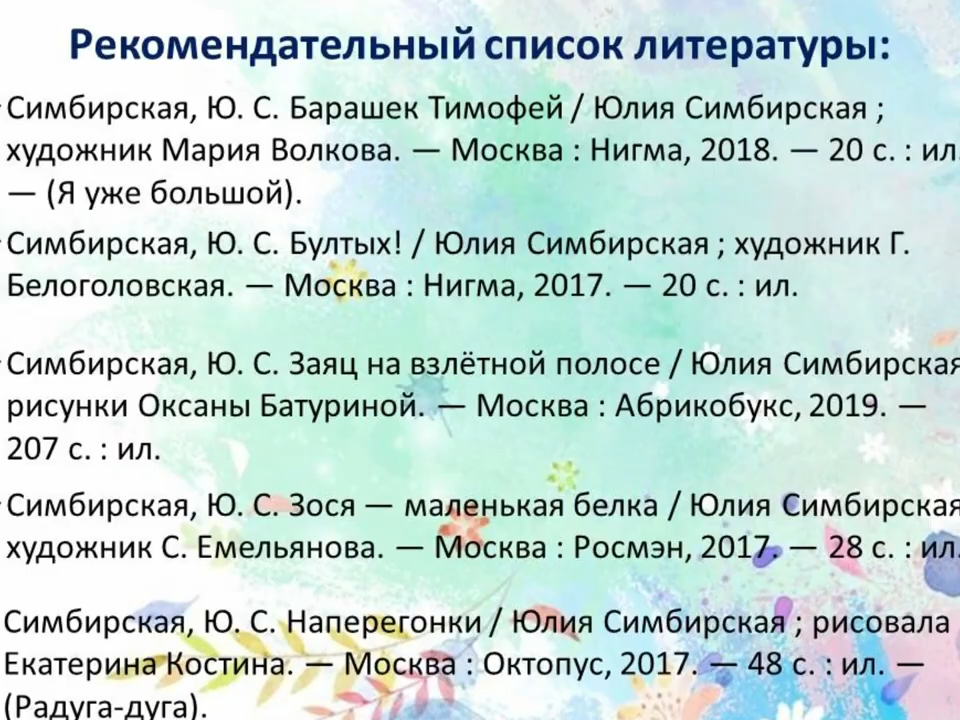 Рекомендательный список литературы:
Симбирская, Ю. С. Барашек Тимофей / Юлия Симбирская ;
художник Мария Волкова. — Москва : Нигма, 2018. — 20 с. : ил.
— (Я уже большой).
Симбирская, Ю. С. Бултых! / Юлия Симбирская ; художник Г.
Белоголовская. — Москва : Нигма, 2017. — 20 с. : ил.
Симбирская, Ю. С. Заяц на взлётной полосе / Юлия Симбирская
рисунки Оксаны Батуриной. — Москва : Абрикобукс, 2019. —
207 с. : ил.
Симбирская, Ю. С. Зося — маленькая белка / Юлия Симбирская
художник С. Емельянова. — Москва : Росмэн, 2017. — 28 с. : ил.
Симбирская, Ю. С. Наперегонки / Юлия Симбирская ; рисовала
Екатерина Костина. — Москва : Октопус, 2017. — 48 с. : ил. —
(Радуга-дуга).